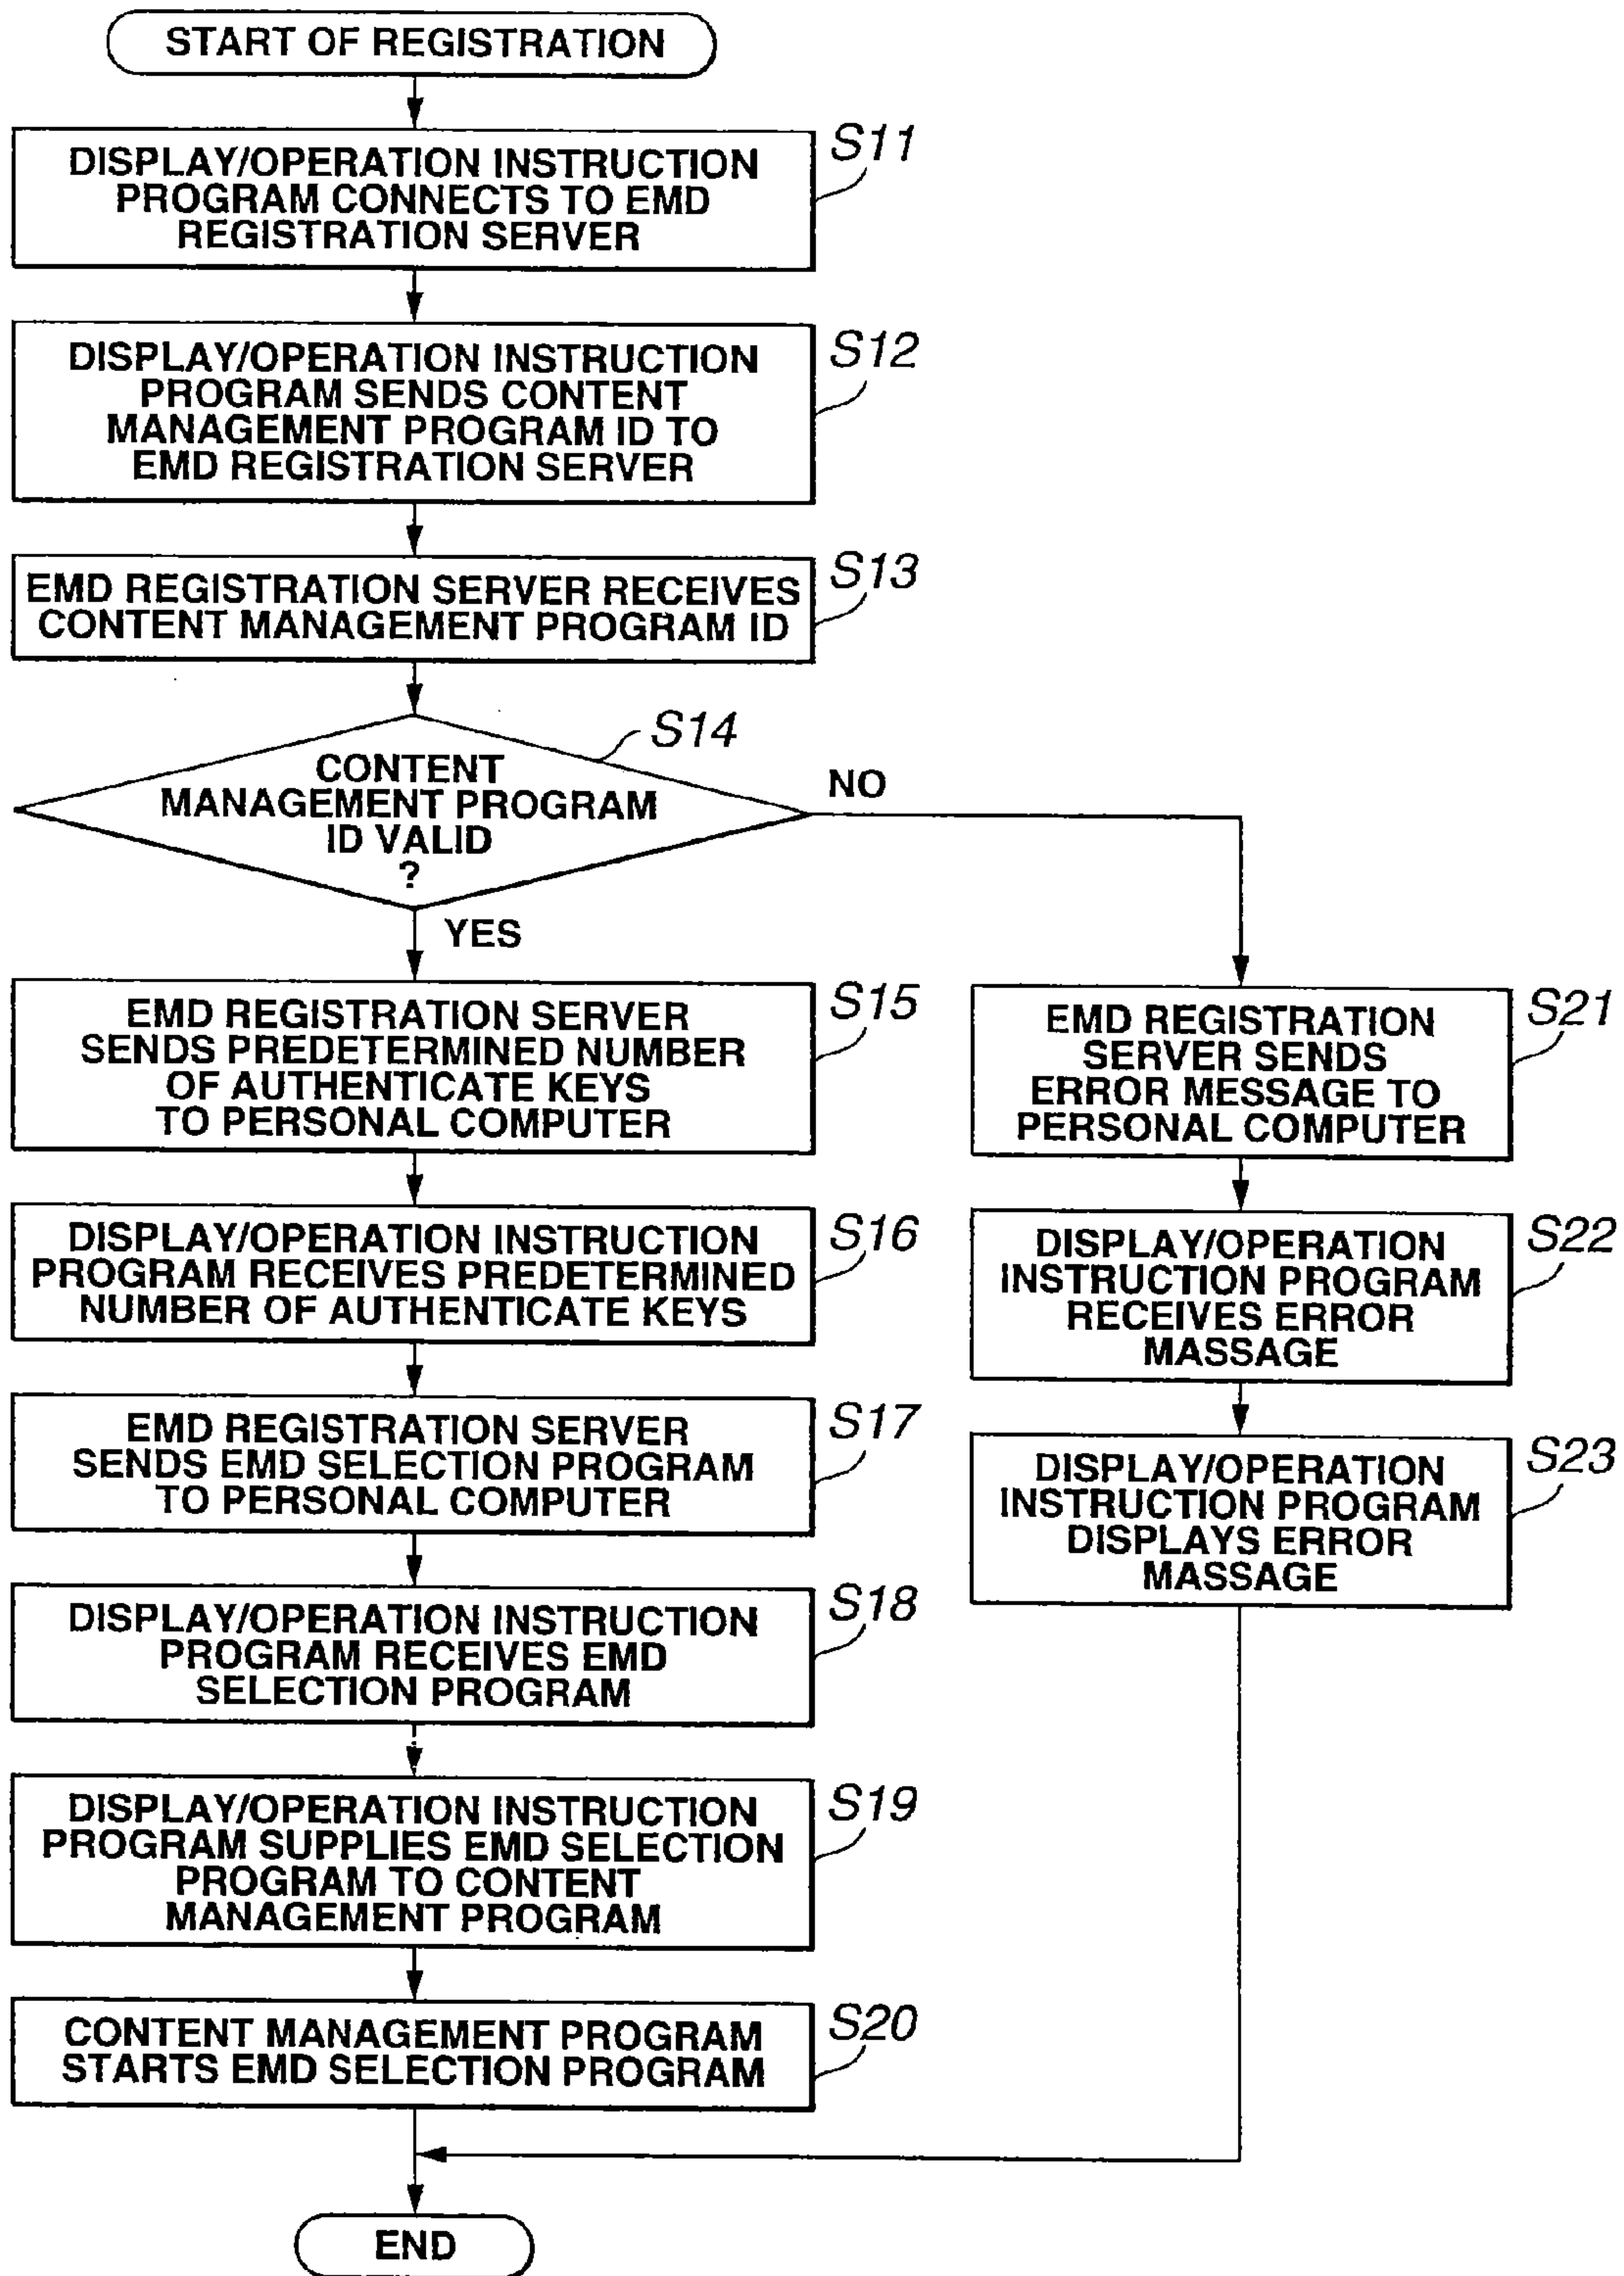 START OF REGISTRATION
S11
DISPLAY/OPERATION INSTRUCTION
PROGRAM CONNECTS TO EMD
REGISTRATION SERVER
S12
DISPLAY/OPERATION INSTRUCTION
PROGRAM SENDS CONTENT
MANAGEMENT PROGRAM ID TO
EMD REGISTRATION SERVER
S13
EMD REGISTRATION SERVER RECEIVES
CONTENT MANAGEMENT PROGRAM ID
S14
CONTENT
MANAGEMENT PROGRAM
ID VALID
?
NO
YES
S15
EMD REGISTRATION SERVER
SENDS PREDETERMINED NUMBER
OF AUTHENTICATE KEYS
TO PERSONAL COMPUTER
S16
DISPLAY/OPERATION INSTRUCTION
PROGRAM RECEIVES PREDETERMINED
NUMBER OF AUTHENTICATE KEYS
S17
EMD REGISTRATION SERVER
SENDS EMD SELECTION PROGRAM
TO PERSONAL COMPUTER
S18
DISPLAY/OPERATION INSTRUCTION
PROGRAM RECEIVES EMD
SELECTION PROGRAM
S19
DISPLAY/OPERATION INSTRUCTION
PROGRAM SUPPLIES EMD SELECTION
PROGRAM TO CONTENT
MANAGEMENT PROGRAM
S20
CONTENT MANAGEMENT PROGRAM
STARTS EMD SELECTION PROGRAM
S21
EMD REGISTRATION
SERVER SENDS
ERROR MESSAGE TO
PERSONAL COMPUTER
S22
DISPLAY/OPERATION
INSTRUCTION PROGRAM
RECEIVES ERROR
MASSAGE
S23
DISPLAY/OPERATION
INSTRUCTION PROGRAM
DISPLAYS ERROR
MASSAGE
END